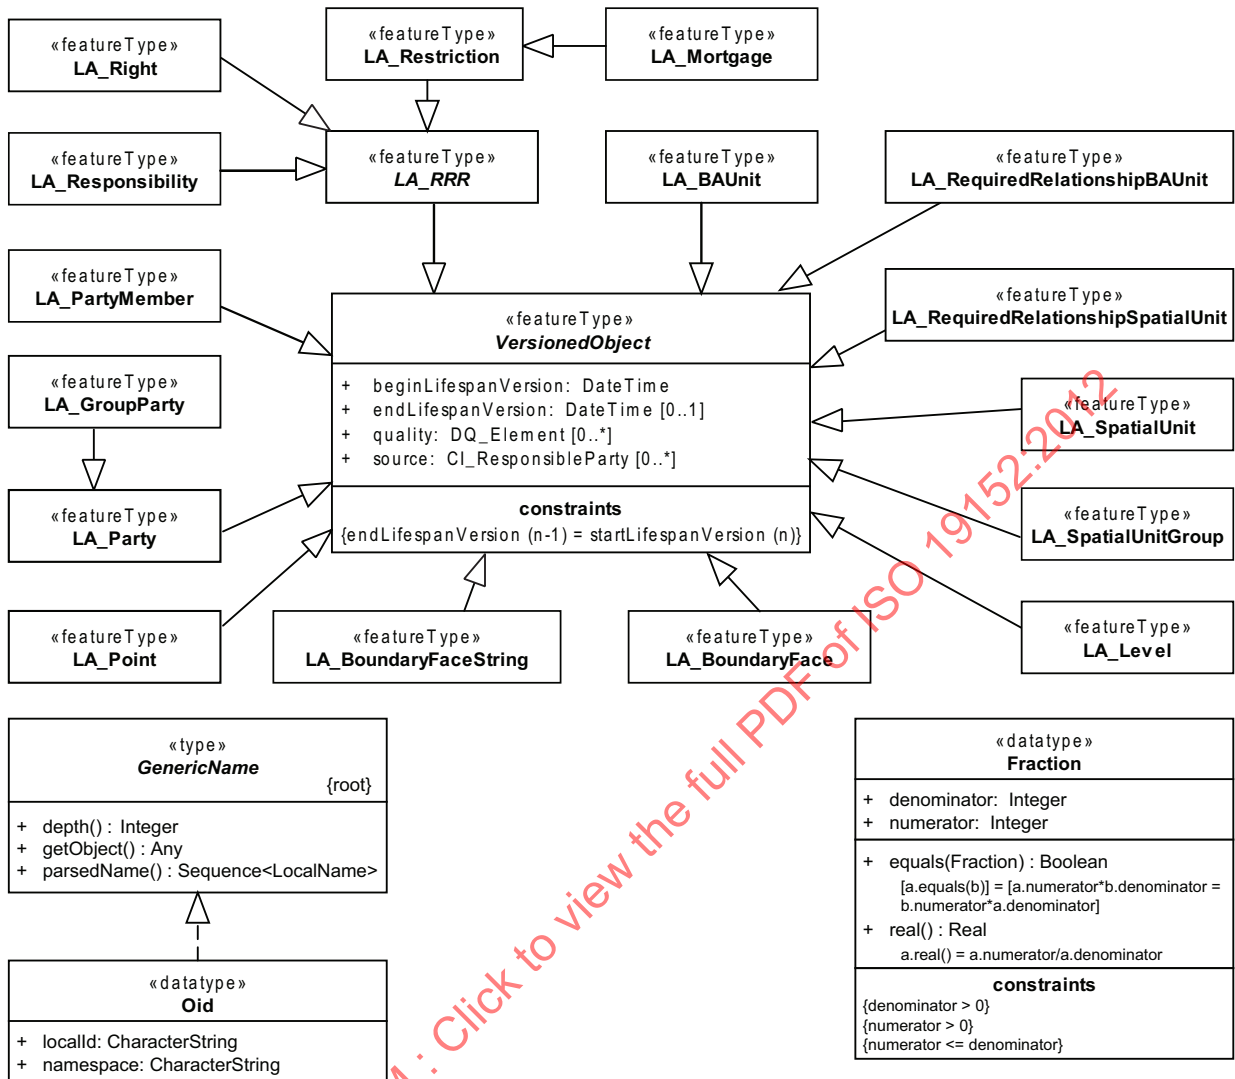 «featureType»
LA_Right
«featureType»
LA_Restriction
«featureType»
LA_Mortgage
«featureType»
LA_Responsibility
«featureType»
LA_RRR
«featureType»
LA_BAUnit
«featureType»
LA_RequiredRelationshipBAUnit
«featureType»
LA_PartyMember
«featureType»
VersionedObject
+ beginLifespanVersion: DateTime
+ endLifespanVersion: DateTime [0..1]
+ quality: DQ_Element [0..*]
+ source: CI_ResponsibleParty [0..*]
constraints
{endLifespanVersion (n-1) = startLifespanVersion (n)}
«featureType»
LA_RequiredRelationshipSpatialUnit
«featureType»
LA_GroupParty
«featureType»
LA_SpatialUnit
«featureType»
LA_Party
«featureType»
LA_SpatialUnitGroup
«featureType»
LA_Point
«featureType»
LA_BoundaryFaceString
«featureType»
LA_BoundaryFace
«featureType»
LA_Level
«type»
GenericName
{root}
+ depth() : Integer
+ getObject() : Any
+ parsedName() : Sequence<LocalName>
«datatype»
Oid
+ localId: CharacterString
+ namespace: CharacterString
«datatype»
Fraction
+ denominator: Integer
+ numerator: Integer
+ equals(Fraction) : Boolean
[a.equals(b)] = [a.numerator*b.denominator =
b.numerator*a.denominator]
+ real() : Real
a.real() = a.numerator/a.denominator
constraints
{denominator > 0}
{numerator > 0}
{numerator <= denominator}
: Click to view the full PDF of ISO 19152:2012